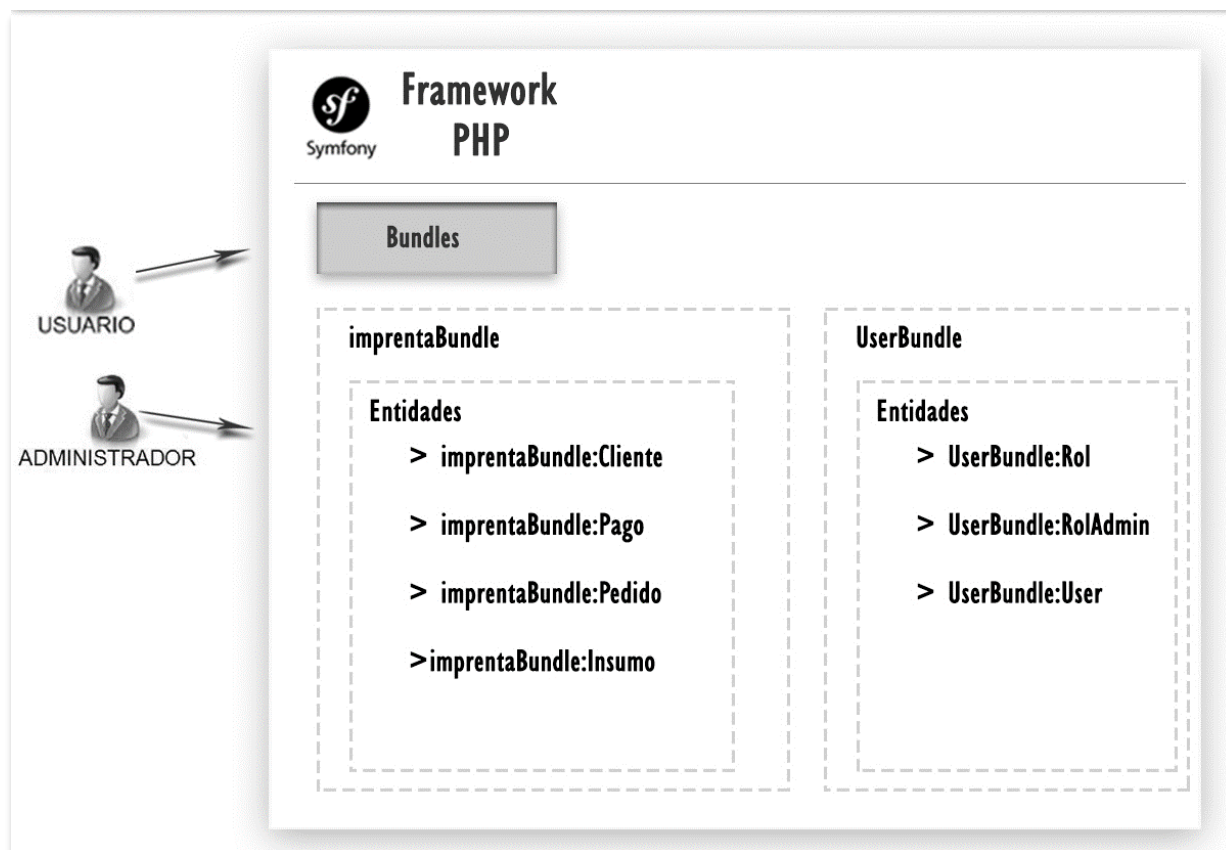 sf
Symfony
Framework
PHP
Bundles
USUARIO
ADMINISTRADOR
imprentaBundle
Entidades
> imprentaBundle:Cliente
> imprentaBundle:Pago
> imprentaBundle:Pedido
>imprentaBundle:Insumo
UserBundle
Entidades
> UserBundle:Rol
> UserBundle:RolAdmin
> UserBundle:User